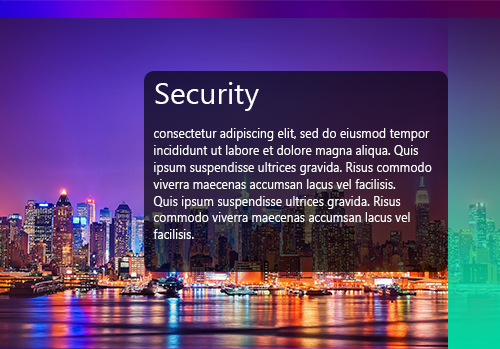 Security
consectetur adipiscing elit, sed do eiusmod tempor
incididunt ut labore et dolore magna aliqua. Quis
ipsum suspendisse ultrices gravida. Risus commodo
viverra maecenas accumsan lacus vel facilisis.
Quis ipsum suspendisse ultrices gravida. Risus
commodo viverra maecenas accumsan lacus vel
facilisis.